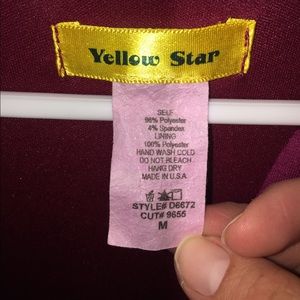 Yellow Star
SELF
96% Polyester
4% Spandex
LINING
100% Polyester
HAND WASH COLD
DO NOT BLEACH
HANG DRY
MADE IN U.S.A.
STYLE# D6672
CUT# 9655
M